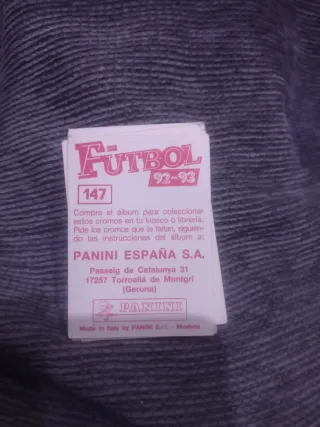 FÚTBOL
92-93
147
Compra el álbum para coleccionar
estos cromos en tu kiosco o librería.
Pide los cromos que te faltan, siguien-
do las instrucciones del álbum a:
PANINI ESPAÑA S.A.
Passeig de Catalunya 31
17257 Torroella de Montgrí
(Gerona)
PANINI
Made in Italy by PANINI S.r.l. - Modena